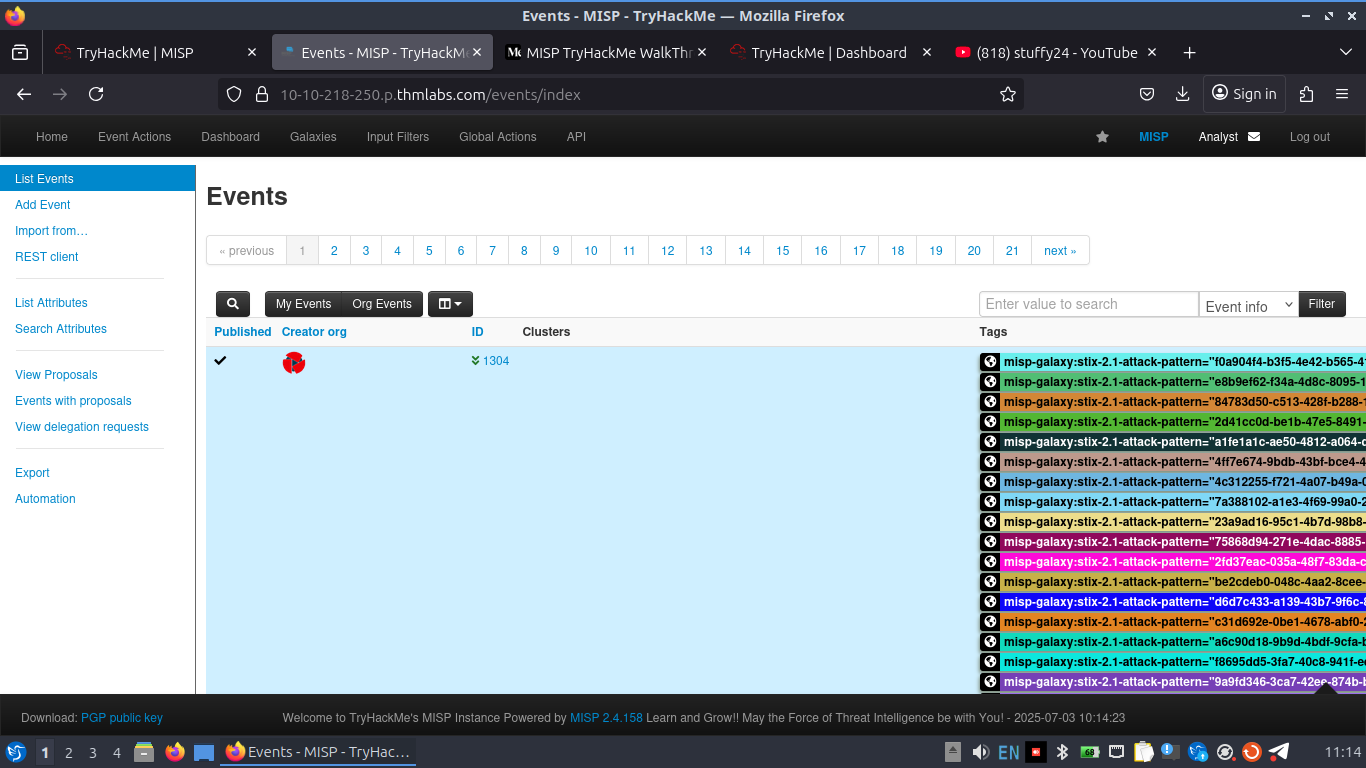 Events - MISP - TryHackMe — Mozilla Firefox
TryHackMe | MISP
Events - MISP - TryHackMe
MISP TryHackMe WalkThr
TryHackMe | Dashboard
(818) stuffy24 - YouTube
10-10-218-250.p.thmlabs.com/events/index
Sign in
Home Event Actions Dashboard Galaxies Input Filters Global Actions API MISP Analyst Log out
List Events
Add Event
Import from…
REST client
List Attributes
Search Attributes
View Proposals
Events with proposals
View delegation requests
Export
Automation
Events
« previous 1 2 3 4 5 6 7 8 9 10 11 12 13 14 15 16 17 18 19 20 21 next »
My Events Org Events Enter value to search Event info Filter
Published Creator org ID Clusters Tags
1304
misp-galaxy:stix-2.1-attack-pattern="f0a904f4-b3f5-4e42-b565-4
misp-galaxy:stix-2.1-attack-pattern="e8b9ef62-f34a-4d8c-8095-1
misp-galaxy:stix-2.1-attack-pattern="84783d50-c513-428f-b288-1
misp-galaxy:stix-2.1-attack-pattern="2d41cc0d-be1b-47e5-8491-
misp-galaxy:stix-2.1-attack-pattern="a1fe1a1c-ae50-4812-a064-c
misp-galaxy:stix-2.1-attack-pattern="4ff7e674-9bdb-43bf-bce4-4
misp-galaxy:stix-2.1-attack-pattern="4c312255-f721-4a07-b49a-0
misp-galaxy:stix-2.1-attack-pattern="7a388102-a1e3-4f69-99a0-2
misp-galaxy:stix-2.1-attack-pattern="23a9ad16-95c1-4b7d-98b8-
misp-galaxy:stix-2.1-attack-pattern="75868d94-271e-4dac-8885-
misp-galaxy:stix-2.1-attack-pattern="2fd37eac-035a-48f7-83da-c
misp-galaxy:stix-2.1-attack-pattern="be2cdeb0-048c-4aa2-8cee-
misp-galaxy:stix-2.1-attack-pattern="d6d7c433-a139-43b7-9f6c-8
misp-galaxy:stix-2.1-attack-pattern="c31d692e-0be1-4678-abf0-2
misp-galaxy:stix-2.1-attack-pattern="a6c90d18-9b9d-4bdf-9cfa-b
misp-galaxy:stix-2.1-attack-pattern="f8695dd5-3fa7-40c8-941f-e
misp-galaxy:stix-2.1-attack-pattern="9a9fd346-3ca7-42ee-874b-b
Download: PGP public key Welcome to TryHackMe's MISP Instance Powered by MISP 2.4.158 Learn and Grow!! May the Force of Threat Intelligence be with You! - 2025-07-03 10:14:23
1 2 3 4 Events - MISP - TryHac… EN 68 11:14